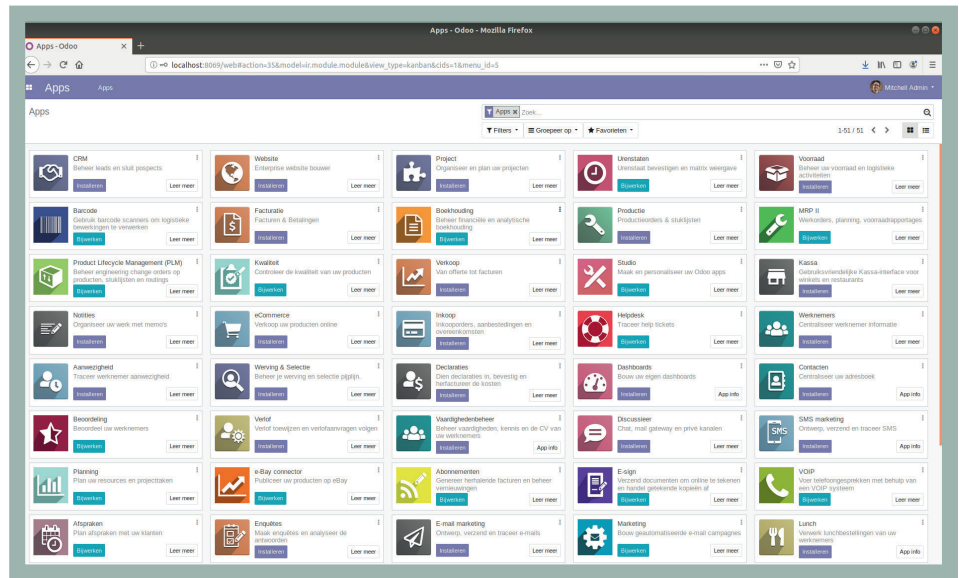 Apps - Odoo - Mozilla Firefox
Apps - Odoo × +
localhost:8069/web#action=35&model=ir.module.module&view_type=kanban&cids=1&menu_id=5
Apps Apps Mitchell Admin
Apps
Apps × Zoek...
Filters Groepeer op Favorieten 1-51 / 51
CRM
Beheer leads en sluit pospects
Installeren Leer meer
Website
Enterprise website bouwer
Installeren Leer meer
Project
Organiseer en plan uw projecten
Installeren Leer meer
Urenstaten
Urenstaat bevestigen en matrix weergave
Bijwerken Leer meer
Voorraad
Beheer uw voorraad en logistieke
activiteiten
Installeren Leer meer
Barcode
Gebruik barcode scanners om logistieke
bewerkingen te verwerken
Bijwerken Leer meer
Facturatie
Facturen & Betalingen
Installeren Leer meer
Boekhouding
Beheer financiële en analytische
boekhouding
Bijwerken Leer meer
Productie
Productieorders & stuklijsten
Installeren Leer meer
MRP II
Werkorders, planning, voorraadrapportages
Bijwerken Leer meer
Product Lifecycle Management (PLM)
Beheer engineering change orders op
producten, stuklijsten en routings
Bijwerken Leer meer
Kwaliteit
Controleer de kwaliteit van uw producten
Bijwerken Leer meer
Verkoop
Van offerte tot facturen
Installeren Leer meer
Studio
Maak en personaliseer uw Odoo apps
Bijwerken Leer meer
Kassa
Gebruiksvriendelijke Kassa-interface voor
winkels en restaurants
Installeren Leer meer
Notities
Organiseer uw werk met memo's
Installeren Leer meer
eCommerce
Verkoop uw producten online
Installeren Leer meer
Inkoop
Inkooporders, aanbestedingen en
overeenkomsten
Installeren Leer meer
Helpdesk
Traceer help tickets
Bijwerken Leer meer
Werknemers
Centraliseer werknemer informatie
Installeren Leer meer
Aanwezigheid
Traceer werknemer aanwezigheid
Installeren Leer meer
Werving & Selectie
Beheer je werving en selectie pijplijn.
Installeren Leer meer
Declaraties
Dien declaraties in, bevestig en
herfactureer de kosten
Installeren Leer meer
Dashboards
Bouw uw eigen dashboards
Installeren App info
Contacten
Centraliseer uw adresboek
Installeren App info
Beoordeling
Beoordeel uw werknemers
Bijwerken Leer meer
Verlof
Verlof toewijzen en verlofaanvragen volgen
Installeren Leer meer
Vaardighedenbeheer
Beheer vaardigheden, kennis en de CV van
uw werknemers
Installeren App info
Discussieer
Chat, mail gateway en privé kanalen
Installeren Leer meer
SMS marketing
Ontwerp, verzend en traceer SMS
SMS
Installeren App info
Planning
Plan uw resources en projecttaken
Bijwerken Leer meer
e-Bay connector
Publiceer uw producten op eBay
Bijwerken Leer meer
Abonnementen
Genereer herhalende facturen en beheer
vernieuwingen
Bijwerken Leer meer
E-sign
Verzend documenten om online te tekenen
en handel getekende kopieën af
Bijwerken Leer meer
VOIP
Voer telefoongesprekken met behulp van
een VOIP systeem
Bijwerken Leer meer
Afspraken
Plan afspraken met uw klanten
Bijwerken Leer meer
Enquêtes
Maak enquêtes en analyseer de
antwoorden
Installeren Leer meer
E-mail marketing
Ontwerp, verzend en traceer e-mails
Installeren Leer meer
Marketing
Bouw geautomatiseerde e-mail campagnes
Bijwerken Leer meer
Lunch
Verwerk lunchbestellingen van uw
werknemers
Installeren App info